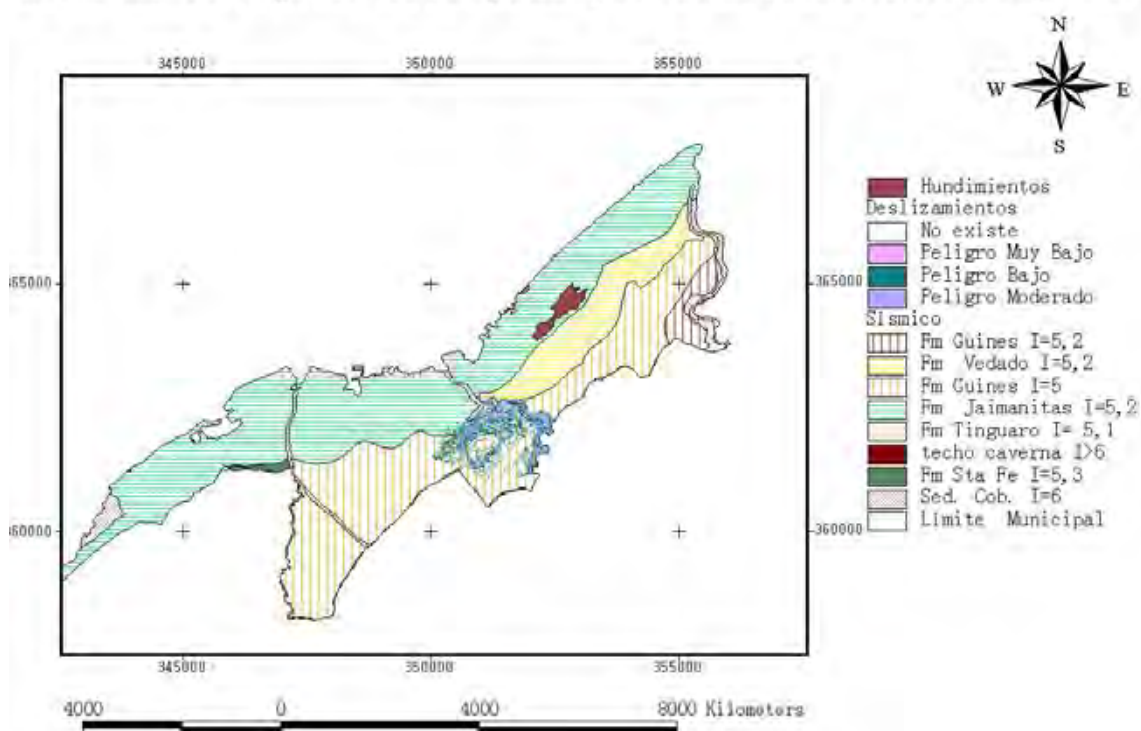 N
W E
S
345000 350000 355000
365000 365000
360000 360000
345000 350000 355000
4000 0 4000 8000 Kilometers
Hundimientos
Deslizamientos
No existe
Peligro Muy Bajo
Peligro Bajo
Peligro Moderado
Sismico
Fm Guines I=5,2
Fm Vedado I=5,2
Fm Guines I=5
Fm Jaimanitas I=5,2
Fm Tinguaro I= 5,1
techo caverna I>6
Fm Sta Fe I=5,3
Sed. Cob. I=6
Limite Municipal